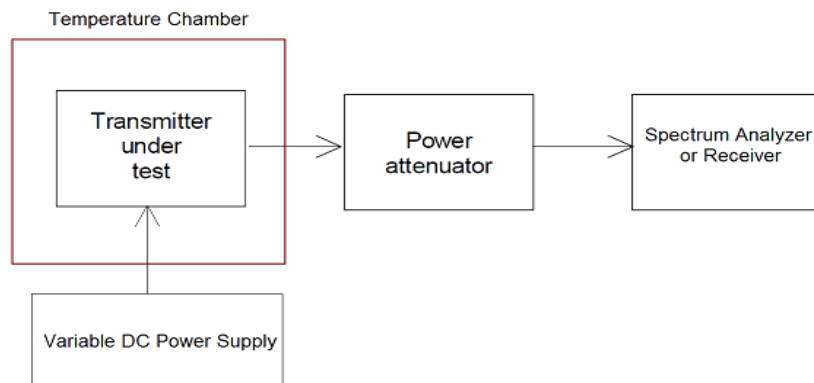 Temperature Chamber
Transmitter
under
test
Power
attenuator
Spectrum Analyzer
or Receiver
Variable DC Power Supply